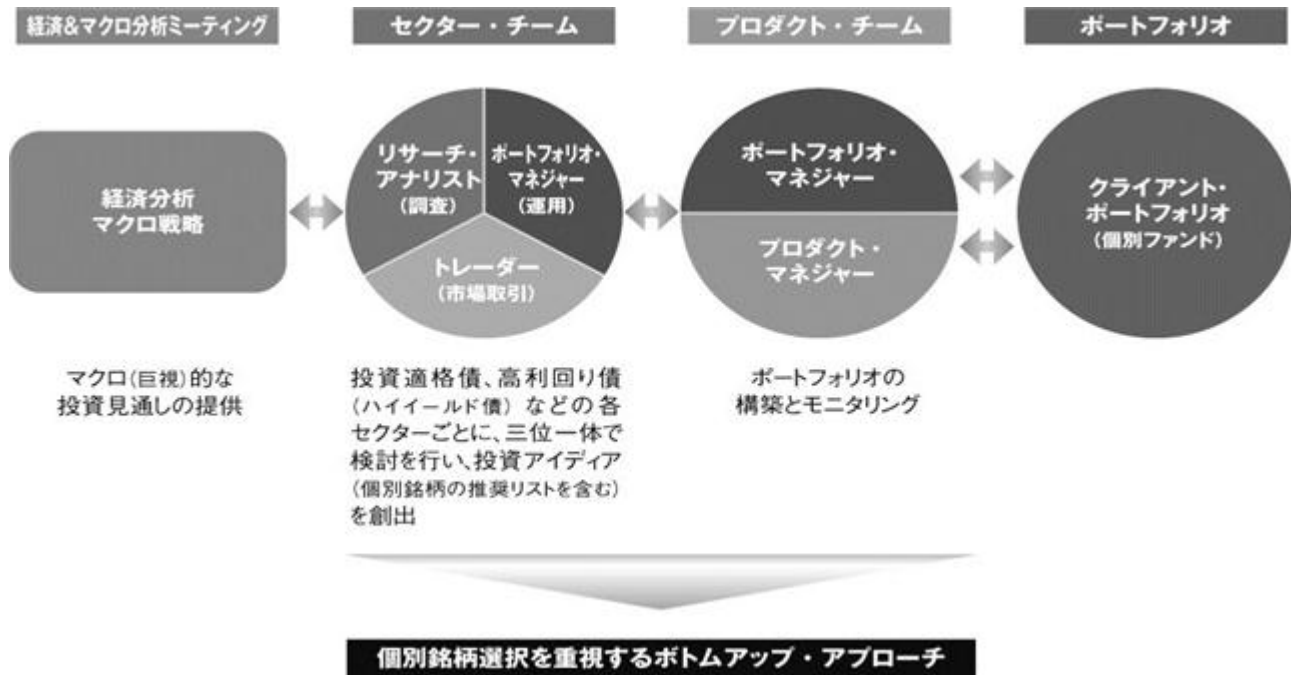 経済&マクロ分析ミーティング
セクター・チーム
プロダクト・チーム
ポートフォリオ
経済分析
マクロ戦略
リサーチ・
アナリスト
(調査)
ポートフォリオ・
マネジャー
(運用)
トレーダー
(市場取引)
ポートフォリオ・
マネジャー
プロダクト・
マネジャー
クライアント・
ポートフォリオ
(個別ファンド)
マクロ(巨視)的な
投資見通しの提供
投資適格債、高利回り債
(ハイイールド債)などの各
セクターごとに、三位一体で
検討を行い、投資アイディア
(個別銘柄の推奨リストを含む)
を創出
ポートフォリオの
構築とモニタリング
個別銘柄選択を重視するボトムアップ・アプローチ